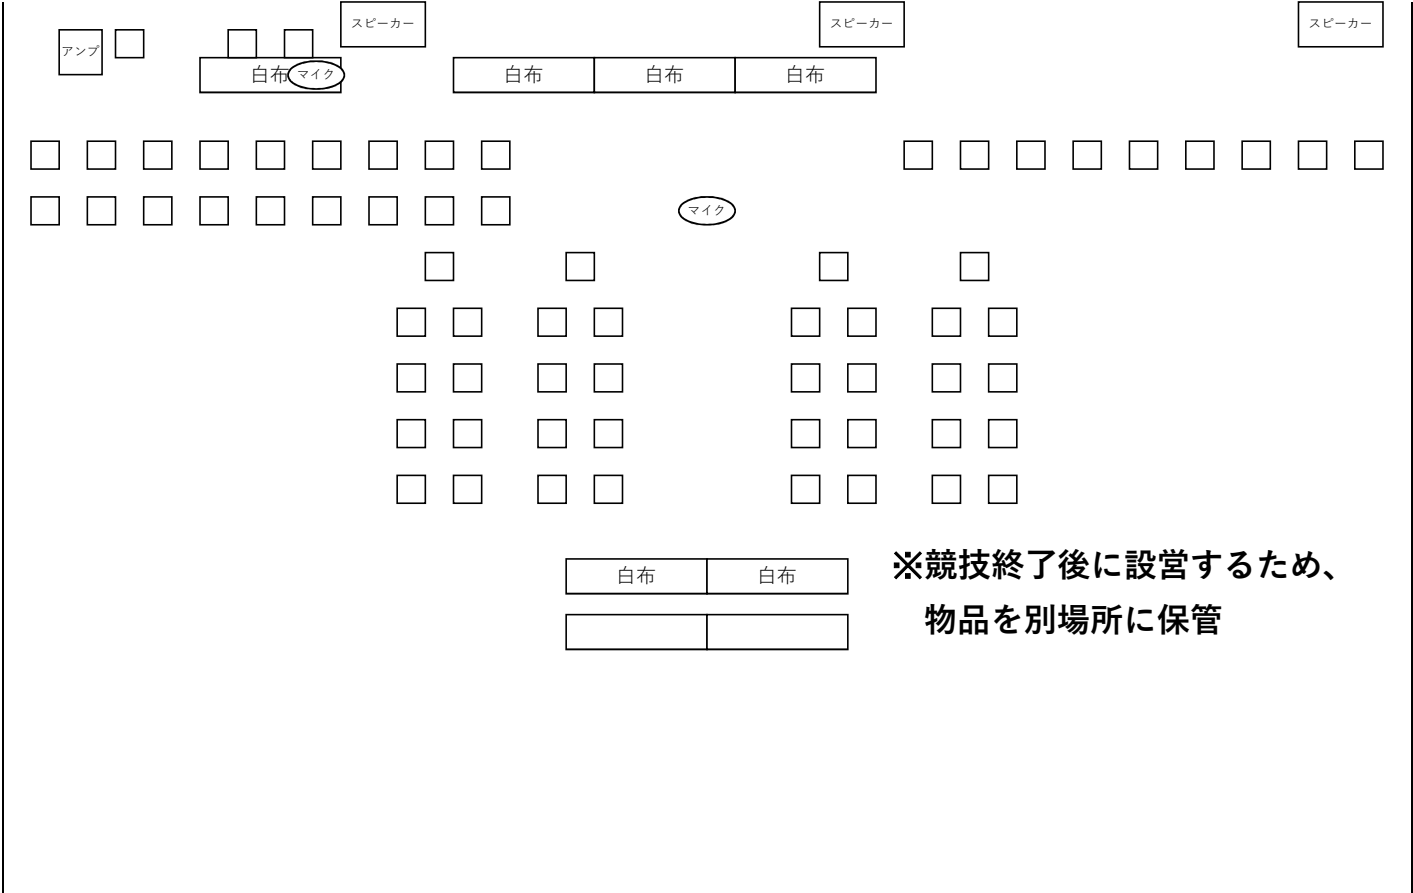 スピーカー
スピーカー
スピーカー
アンプ
白布
マイク
白布
白布
白布
マイク
白布
白布
※競技終了後に設営するため、
物品を別場所に保管